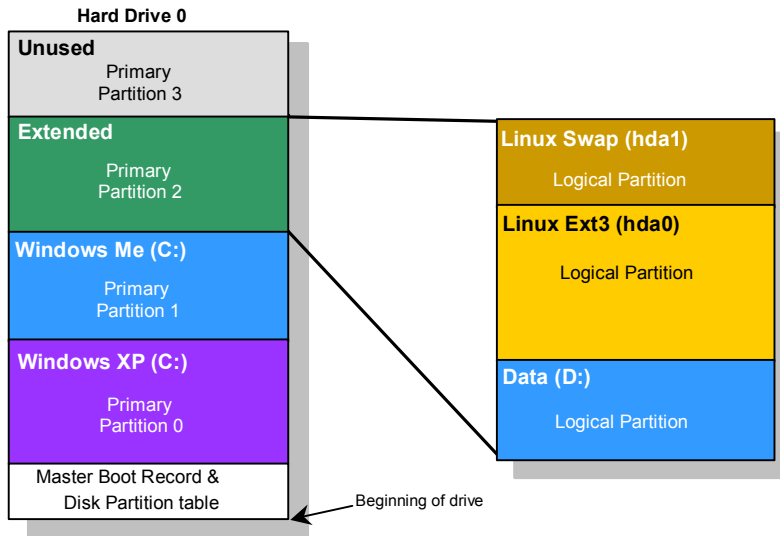 Hard Drive 0
Unused
Primary
Partition 3
Extended
Primary
Partition 2
Windows Me (C:)
Primary
Partition 1
Windows XP (C:)
Primary
Partition 0
Master Boot Record &
Disk Partition table
Beginning of drive
Linux Swap (hda1)
Logical Partition
Linux Ext3 (hda0)
Logical Partition
Data (D:)
Logical Partition